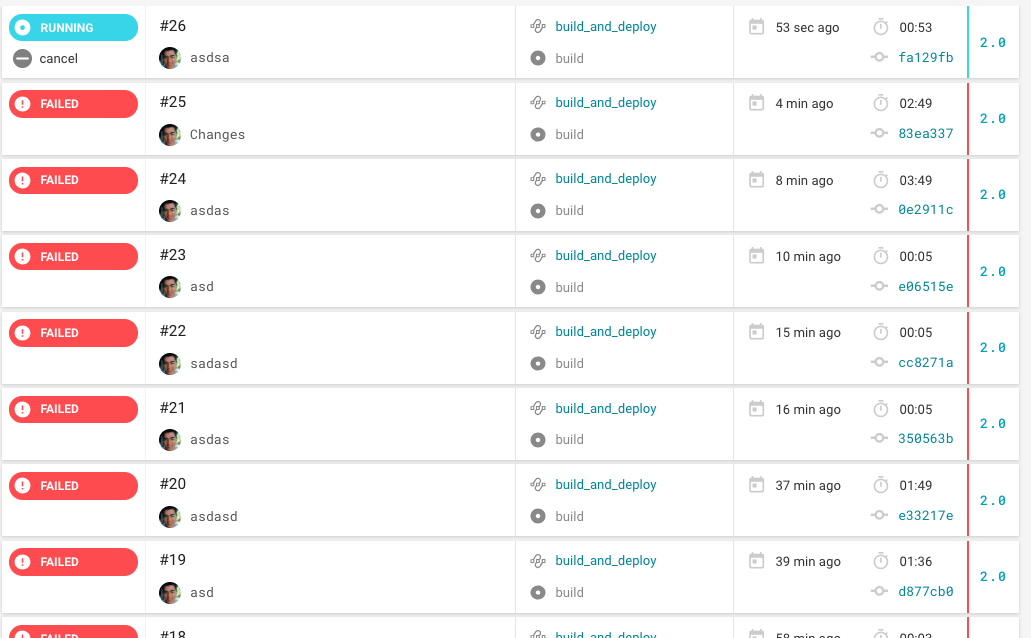 RUNNING #26 build_and_deploy 53 sec ago 00:53 2.0
cancel asdsa build fa129fb
FAILED #25 build_and_deploy 4 min ago 02:49 2.0
Changes build 83ea337
FAILED #24 build_and_deploy 8 min ago 03:49 2.0
asdas build 0e2911c
FAILED #23 build_and_deploy 10 min ago 00:05 2.0
asd build e06515e
FAILED #22 build_and_deploy 15 min ago 00:05 2.0
sadasd build cc8271a
FAILED #21 build_and_deploy 16 min ago 00:05 2.0
asdas build 350563b
FAILED #20 build_and_deploy 37 min ago 01:49 2.0
asdasd build e33217e
FAILED #19 build_and_deploy 39 min ago 01:36 2.0
asd build d877cb0
FAILED #18 build_and_deploy 58 min ago 00:03